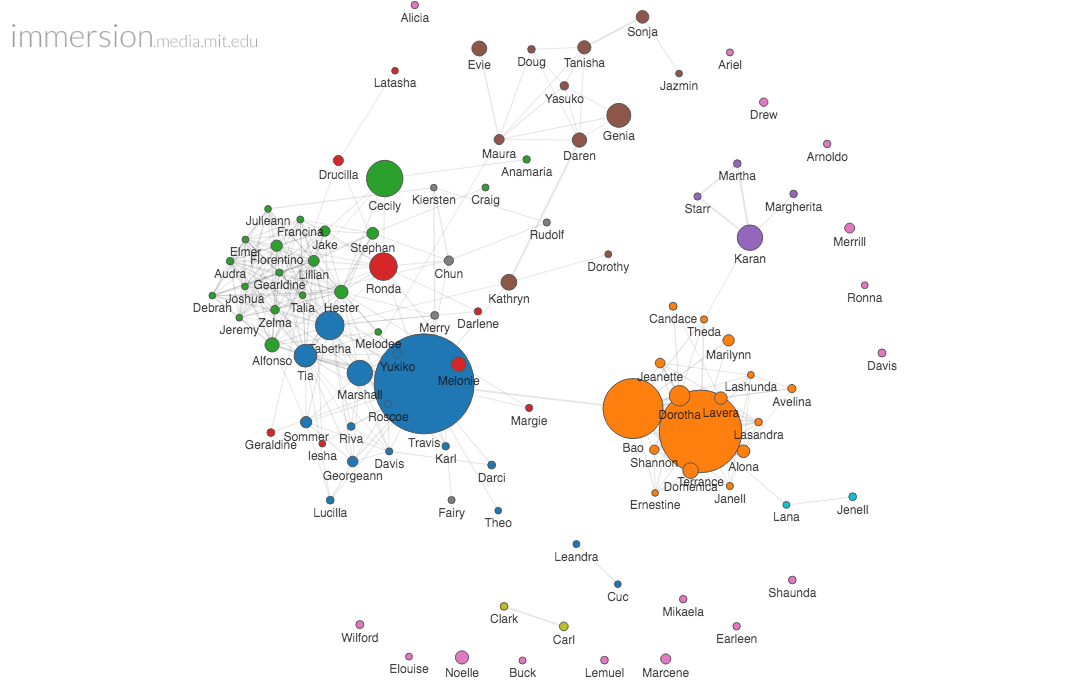 immersion.media.mit.edu
Alicia
Sonja
Evie
Doug
Tanisha
Ariel
Latasha
Jazmin
Yasuko
Drew
Genia
Maura
Daren
Arnoldo
Anamaria
Drucilla
Martha
Cecily
Kiersten
Craig
Starr
Margherita
Julieann
Francina
Rudolf
Jake
Merrill
Stephan
Elmer
Fiorentino
Karan
Audra
Lillian
Chun
Dorothy
Gearldine
Ronda
Joshua
Kathryn
Ronna
Debrah
Talia
Hester
Zelma
Darlene
Candace
Jeremy
Merry
Theda
Melodee
Tabetha
Marilynn
Alfonso
Yukiko
Davis
Tia
Melonie
Jeanette
Lashunda
Marshall
Avelina
Roscoe
Dorotha
Lavera
Margie
Lasandra
Sommer
Riva
Travis
Bao
Geraldine
Iesha
Karl
Shannon
Davis
Alona
Georgeann
Darci
Terrance
Domenica
Janell
Ernestine
Lucilla
Fairy
Lana
Jenell
Theo
Leandra
Cuc
Shaunda
Mikaela
Clark
Wilford
Carl
Earleen
Elouise
Noelle
Buck
Lemuel
Marcene